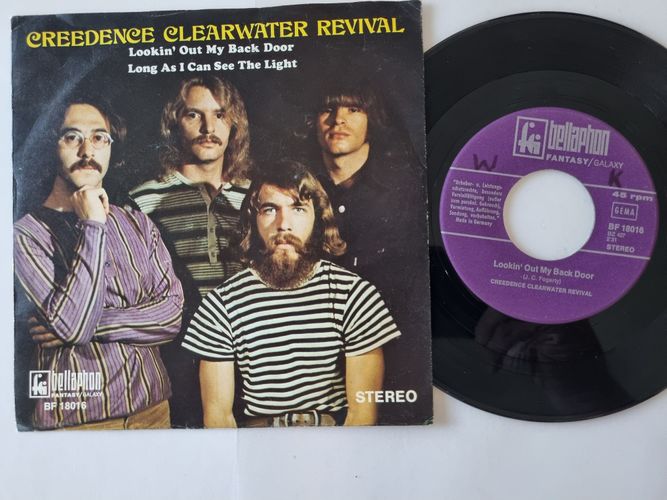 CREEDENCE CLEARWATER REVIVAL
Lookin' Out My Back Door
Long As I Can See The Light
bellaphon
FANTASY/GALAXY
BF 18016
STEREO
bellaphon
FANTASY/GALAXY
W
K
45 rpm
GEMA
BF 18016
STEREO
Made in Germany
Lookin' Out My Back Door
(J. C. Fogerty)
CREEDENCE CLEARWATER REVIVAL